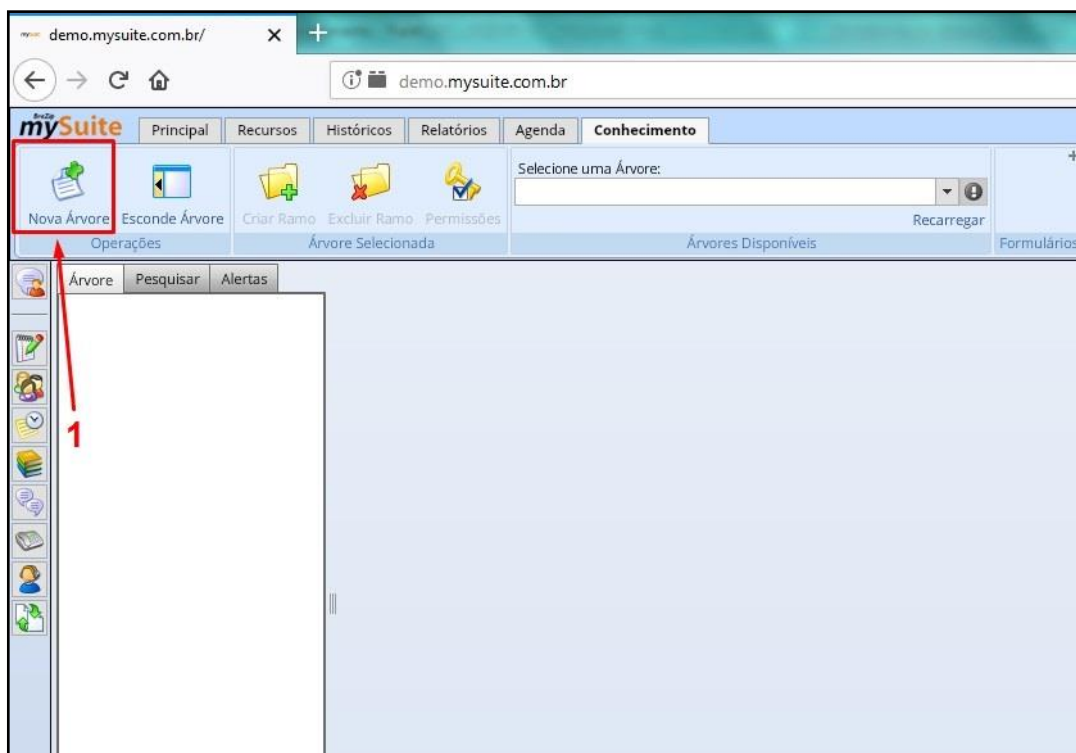 demo.mysuite.com.br/
demo.mysuite.com.br
mySuite
Principal
Recursos
Históricos
Relatórios
Agenda
Conhecimento
Nova Árvore
Esconde Árvore
Criar Ramo
Excluir Ramo
Permissões
Selecione uma Árvore:
Recarregar
Operações
Árvore Selecionada
Árvores Disponíveis
Formulários
Árvore
Pesquisar
Alertas
1